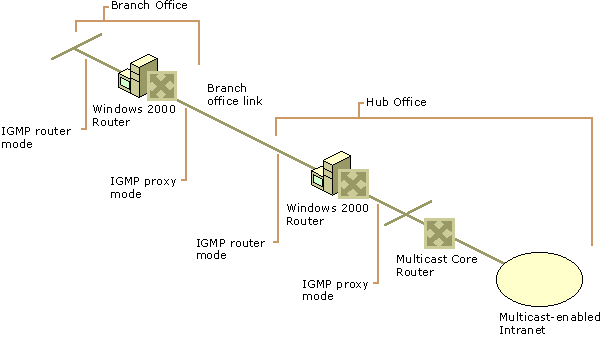 Branch Office
Branch
office link
Hub Office
Windows 2000
Router
IGMP router
mode
IGMP proxy
mode
Windows 2000
Router
IGMP router
mode
Multicast Core
Router
IGMP proxy
mode
Multicast-enabled
Intranet